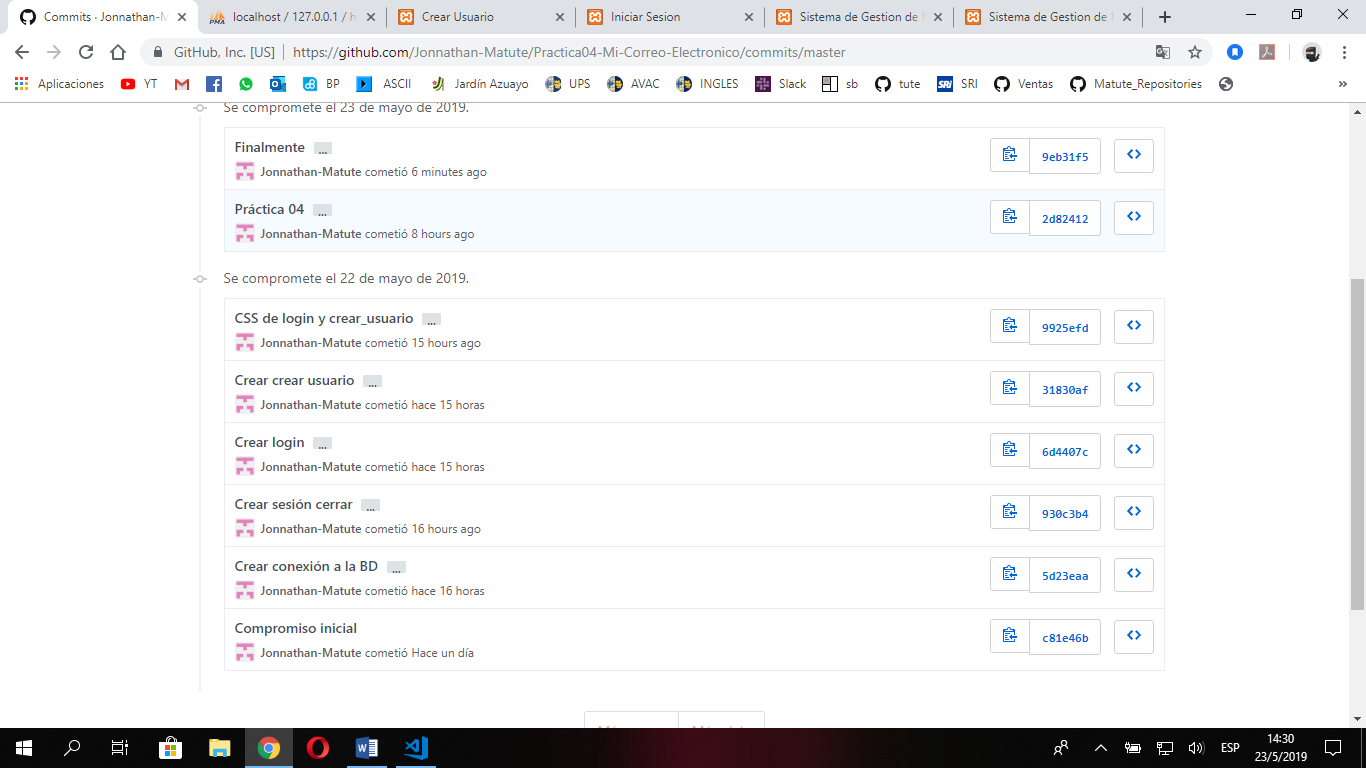 Commits · Jonnathan-M
localhost / 127.0.0.1 / h
Crear Usuario
Iniciar Sesion
Sistema de Gestion de
Sistema de Gestion de
GitHub, Inc. [US] | https://github.com/Jonnathan-Matute/Practica04-Mi-Correo-Electronico/commits/master
Aplicaciones YT BP ASCII Jardín Azuayo UPS AVAC INGLES Slack sb tute SRI Ventas Matute_Repositories »
Se compromete el 23 de mayo de 2019.
Finalmente …
9eb31f5
Jonnathan-Matute cometió 6 minutes ago
Práctica 04 …
2d82412
Jonnathan-Matute cometió 8 hours ago
Se compromete el 22 de mayo de 2019.
CSS de login y crear_usuario …
9925efd
Jonnathan-Matute cometió 15 hours ago
Crear crear usuario …
31830af
Jonnathan-Matute cometió hace 15 horas
Crear login …
6d4407c
Jonnathan-Matute cometió hace 15 horas
Crear sesión cerrar …
930c3b4
Jonnathan-Matute cometió 16 hours ago
Crear conexión a la BD …
5d23eaa
Jonnathan-Matute cometió hace 16 horas
Compromiso inicial
c81e46b
Jonnathan-Matute cometió Hace un día
ESP
14:30
23/5/2019